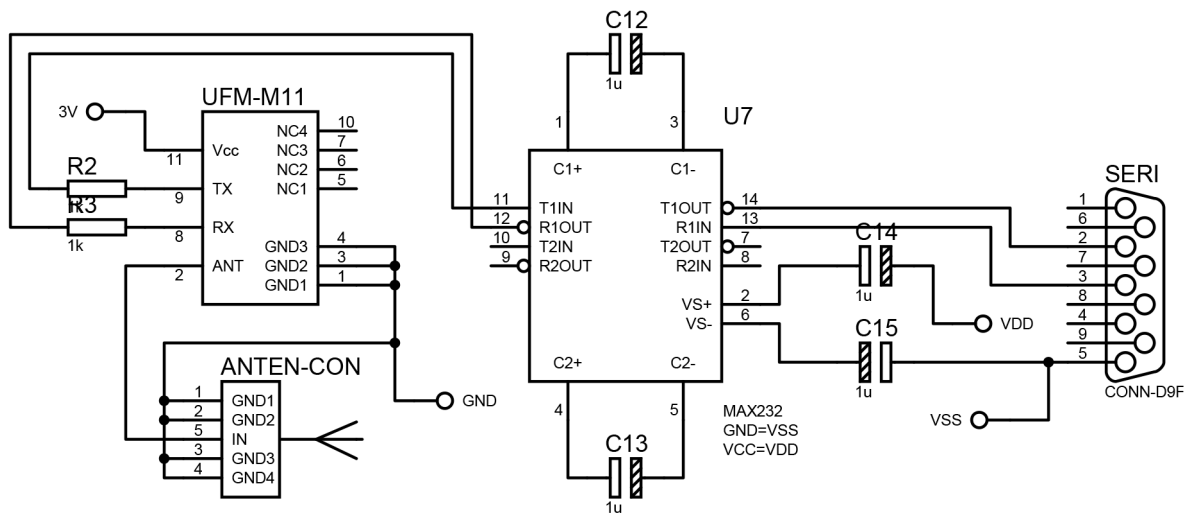 C12
1u
1
3
3V
UFM-M11
U7
11
Vcc
NC4
10
NC3
7
NC2
6
NC1
5
C1+
C1-
R2
TX
9
R3
1k
RX
8
ANT
2
GND3
4
GND2
3
GND1
1
11
T1IN
12
R1OUT
10
T2IN
9
R2OUT
T1OUT
14
R1IN
13
T2OUT
7
R2IN
8
VS+
2
VS-
6
C14
1u
VDD
C15
1u
VSS
SERI
1
6
2
7
3
8
4
9
5
CONN-D9F
C2+
C2-
4
5
MAX232
GND=VSS
VCC=VDD
C13
1u
ANTEN-CON
1
GND1
2
GND2
5
IN
3
GND3
4
GND4
GND